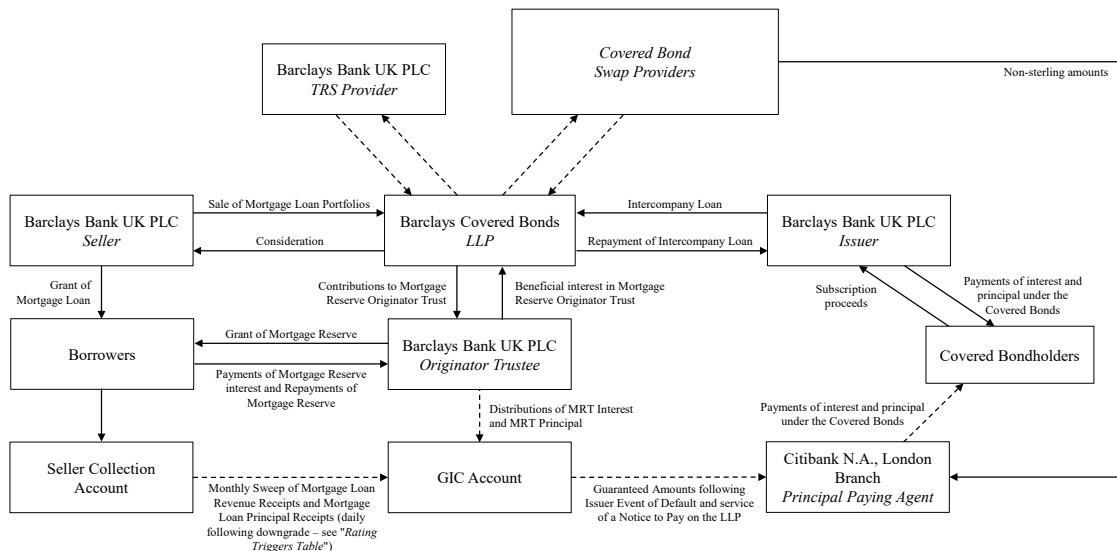 Covered Bond
Swap Providers
Barclays Bank UK PLC
TRS Provider
Non-sterling amounts
Barclays Bank UK PLC
Seller
Sale of Mortgage Loan Portfolios
Consideration
Barclays Covered Bonds
LLP
Intercompany Loan
Repayment of Intercompany Loan
Barclays Bank UK PLC
Issuer
Grant of
Mortgage Loan
Contributions to Mortgage
Reserve Originator Trust
Beneficial interest in Mortgage
Reserve Originator Trust
Subscription
proceeds
Payments of interest and
principal under the
Covered Bonds
Borrowers
Grant of Mortgage Reserve
Payments of Mortgage Reserve
interest and Repayments of
Mortgage Reserve
Barclays Bank UK PLC
Originator Trustee
Covered Bondholders
Distributions of MRT Interest
and MRT Principal
Payments of interest and principal
under the Covered Bonds
Seller Collection
Account
Monthly Sweep of Mortgage Loan
Revenue Receipts and Mortgage
Loan Principal Receipts (daily
following downgrade – see "Rating
Triggers Table")
GIC Account
Guaranteed Amounts following
Issuer Event of Default and service
of a Notice to Pay on the LLP
Citibank N.A., London
Branch
Principal Paying Agent